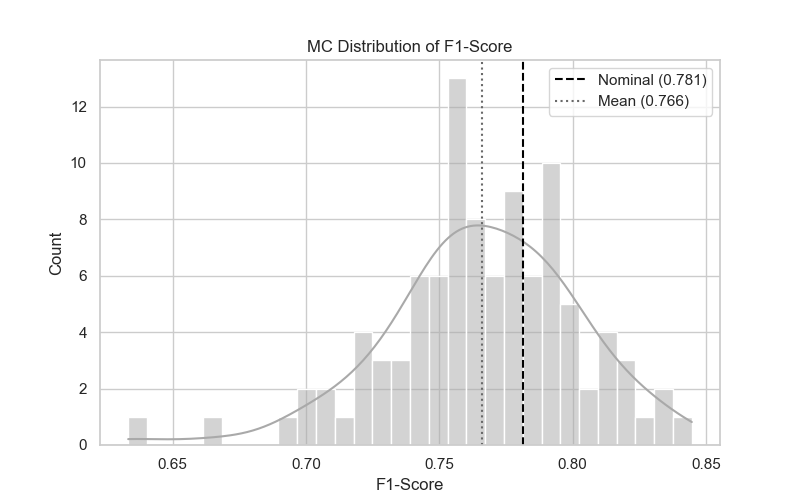 MC Distribution of F1-Score
Nominal (0.781)
Mean (0.766)
Count
12
10
8
6
4
2
0
0.65 0.70 0.75 0.80 0.85
F1-Score